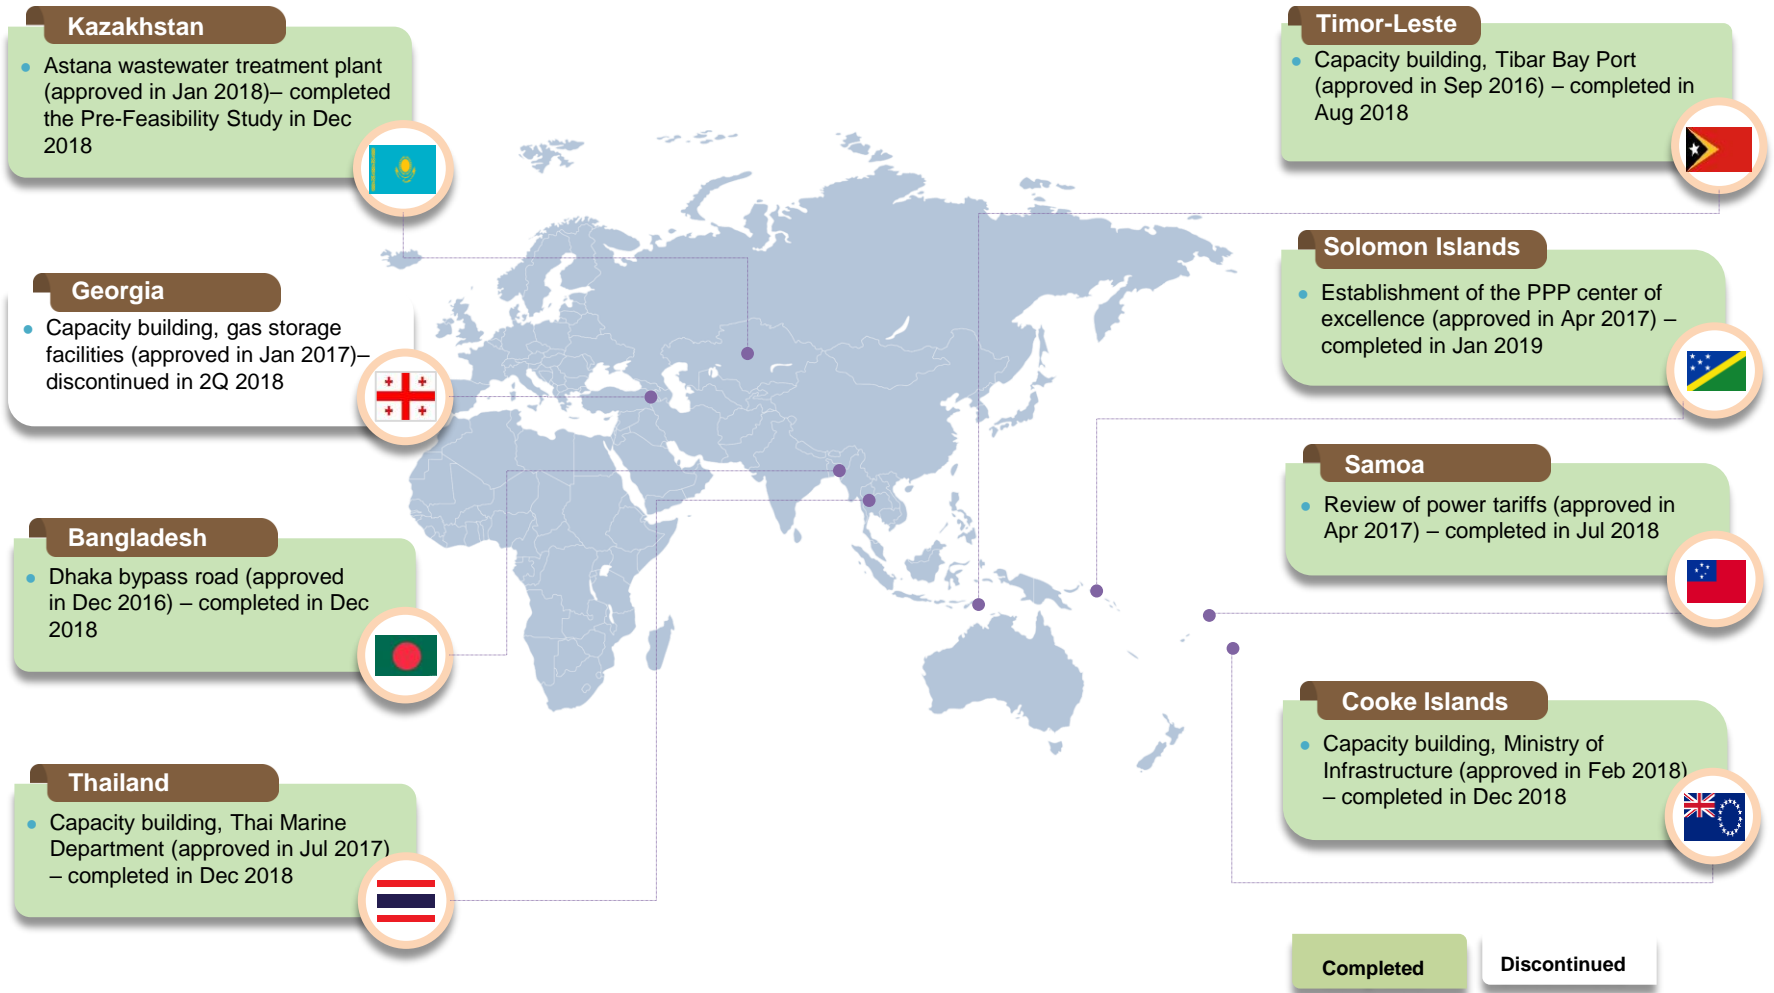 Kazakhstan
• Astana wastewater treatment plant
(approved in Jan 2018)– completed
the Pre-Feasibility Study in Dec
2018
Georgia
• Capacity building, gas storage
facilities (approved in Jan 2017)–
discontinued in 2Q 2018
Bangladesh
• Dhaka bypass road (approved
in Dec 2016) – completed in Dec
2018
Thailand
• Capacity building, Thai Marine
Department (approved in Jul 2017)
– completed in Dec 2018
Timor-Leste
• Capacity building, Tibar Bay Port
(approved in Sep 2016) – completed in
Aug 2018
Solomon Islands
• Establishment of the PPP center of
excellence (approved in Apr 2017) –
completed in Jan 2019
Samoa
• Review of power tariffs (approved in
Apr 2017) – completed in Jul 2018
Cooke Islands
• Capacity building, Ministry of
Infrastructure (approved in Feb 2018)
– completed in Dec 2018
Completed
Discontinued